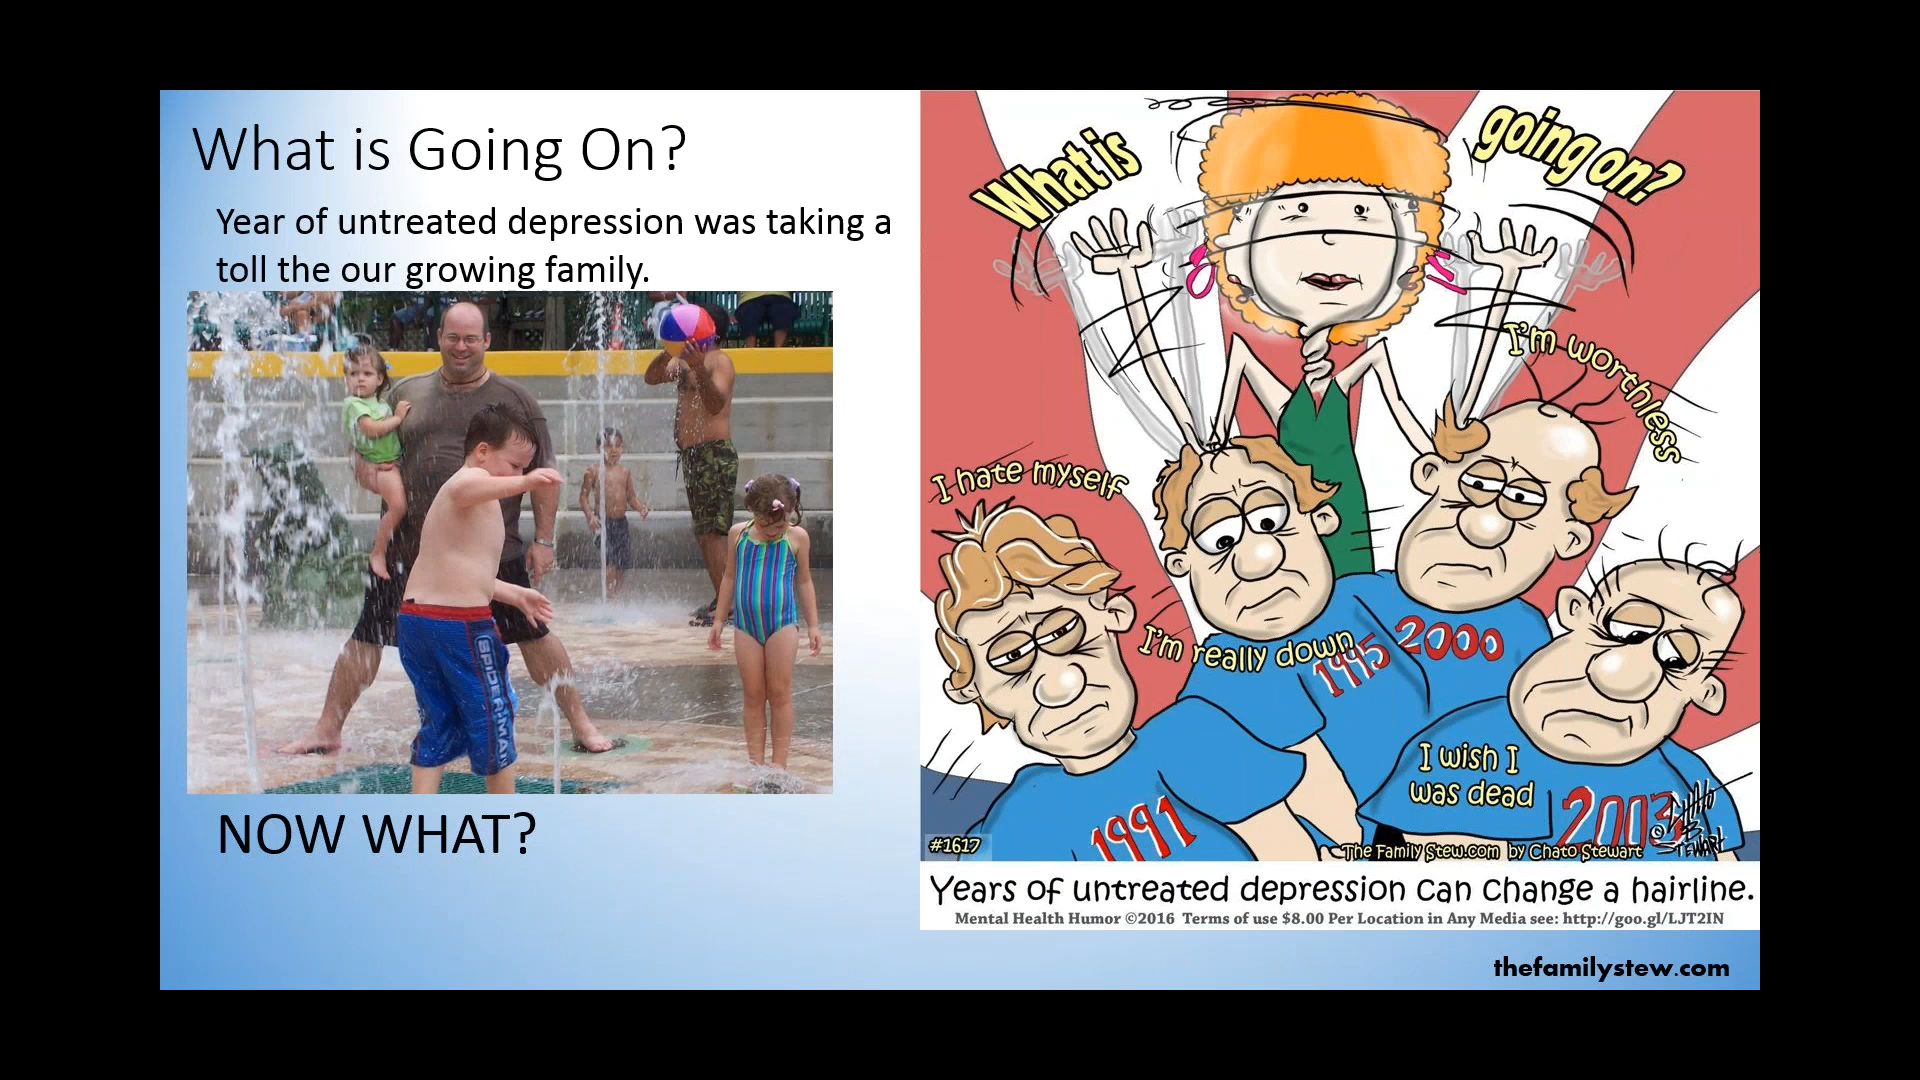 What is Going On?
Year of untreated depression was taking a
toll the our growing family.
SPIDER-MAN
NOW WHAT?
What is going on?
I'm worthless
I hate myself
I'm really down
1995
2000
I wish I
was dead
1991
2003
© CHATO
B
STEWART
#1617
The Family Stew.com by Chato Stewart
Years of untreated depression can change a hairline.
Mental Health Humor ©2016 Terms of use $8.00 Per Location in Any Media see: http://goo.gl/LJT2IN
thefamilystew.com